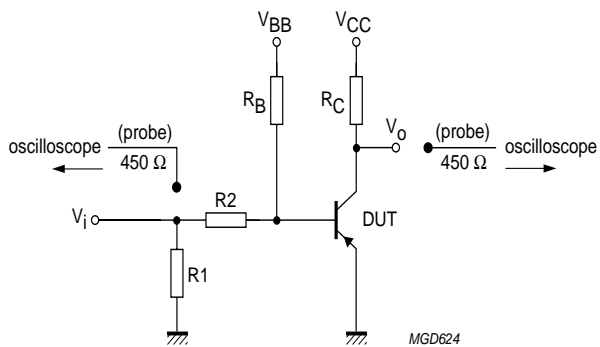 VBB
VCC
RB
RC
(probe)
oscilloscope
450 Ω
Vo
(probe)
oscilloscope
450 Ω
Vi
R2
DUT
R1
MGD624